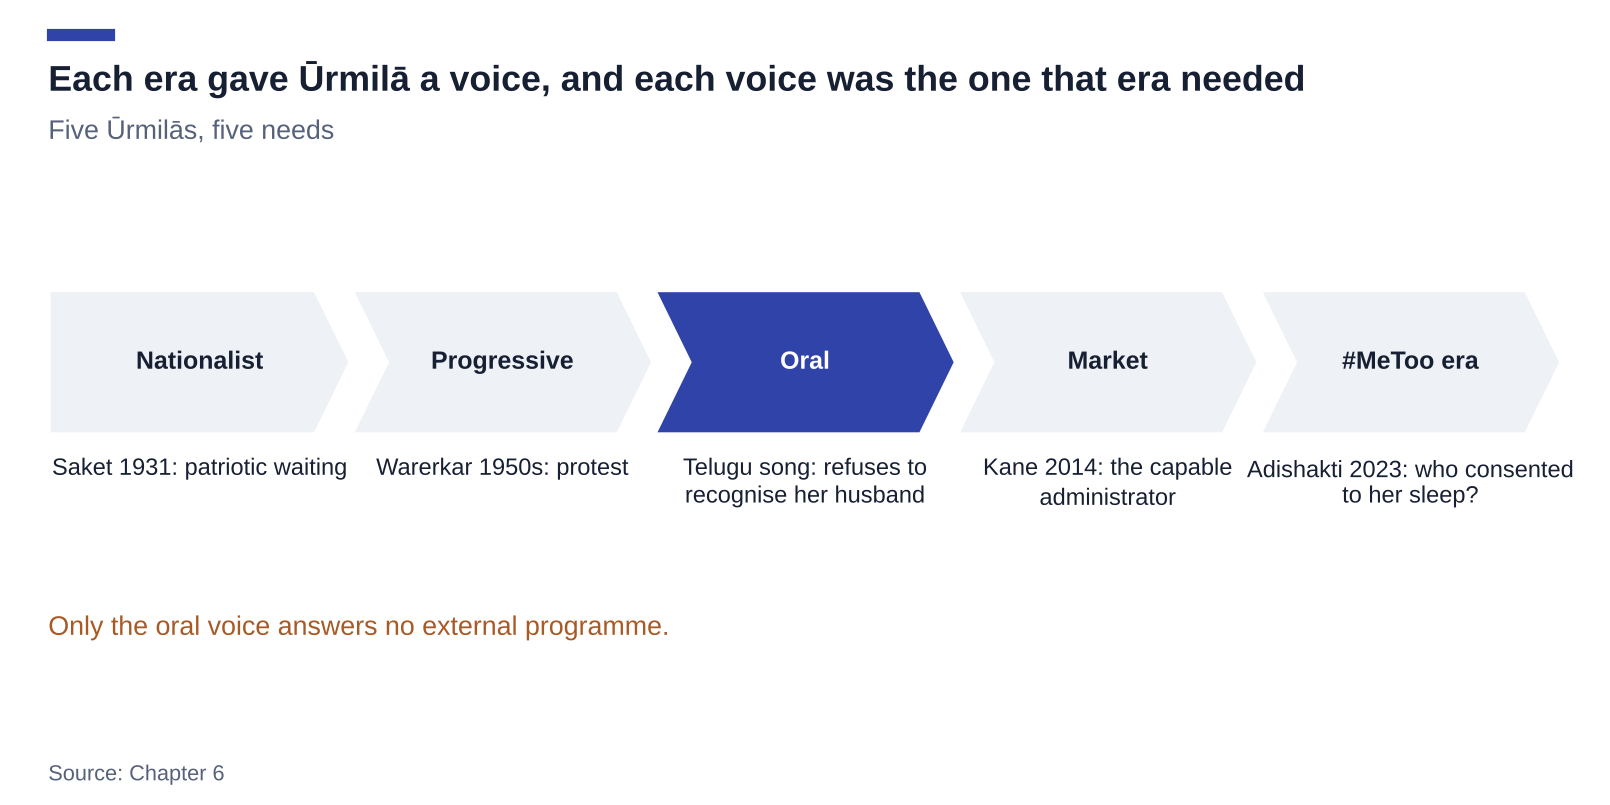 Each era gave Ūrmilā a voice, and each voice was the one that era needed
Five Ūrmilās, five needs
Nationalist
Progressive
Oral
Market
#MeToo era
Saket 1931: patriotic waiting
Warerkar 1950s: protest
Telugu song: refuses to
recognise her husband
Kane 2014: the capable
administrator
Adishakti 2023: who consented
to her sleep?
Only the oral voice answers no external programme.
Source: Chapter 6